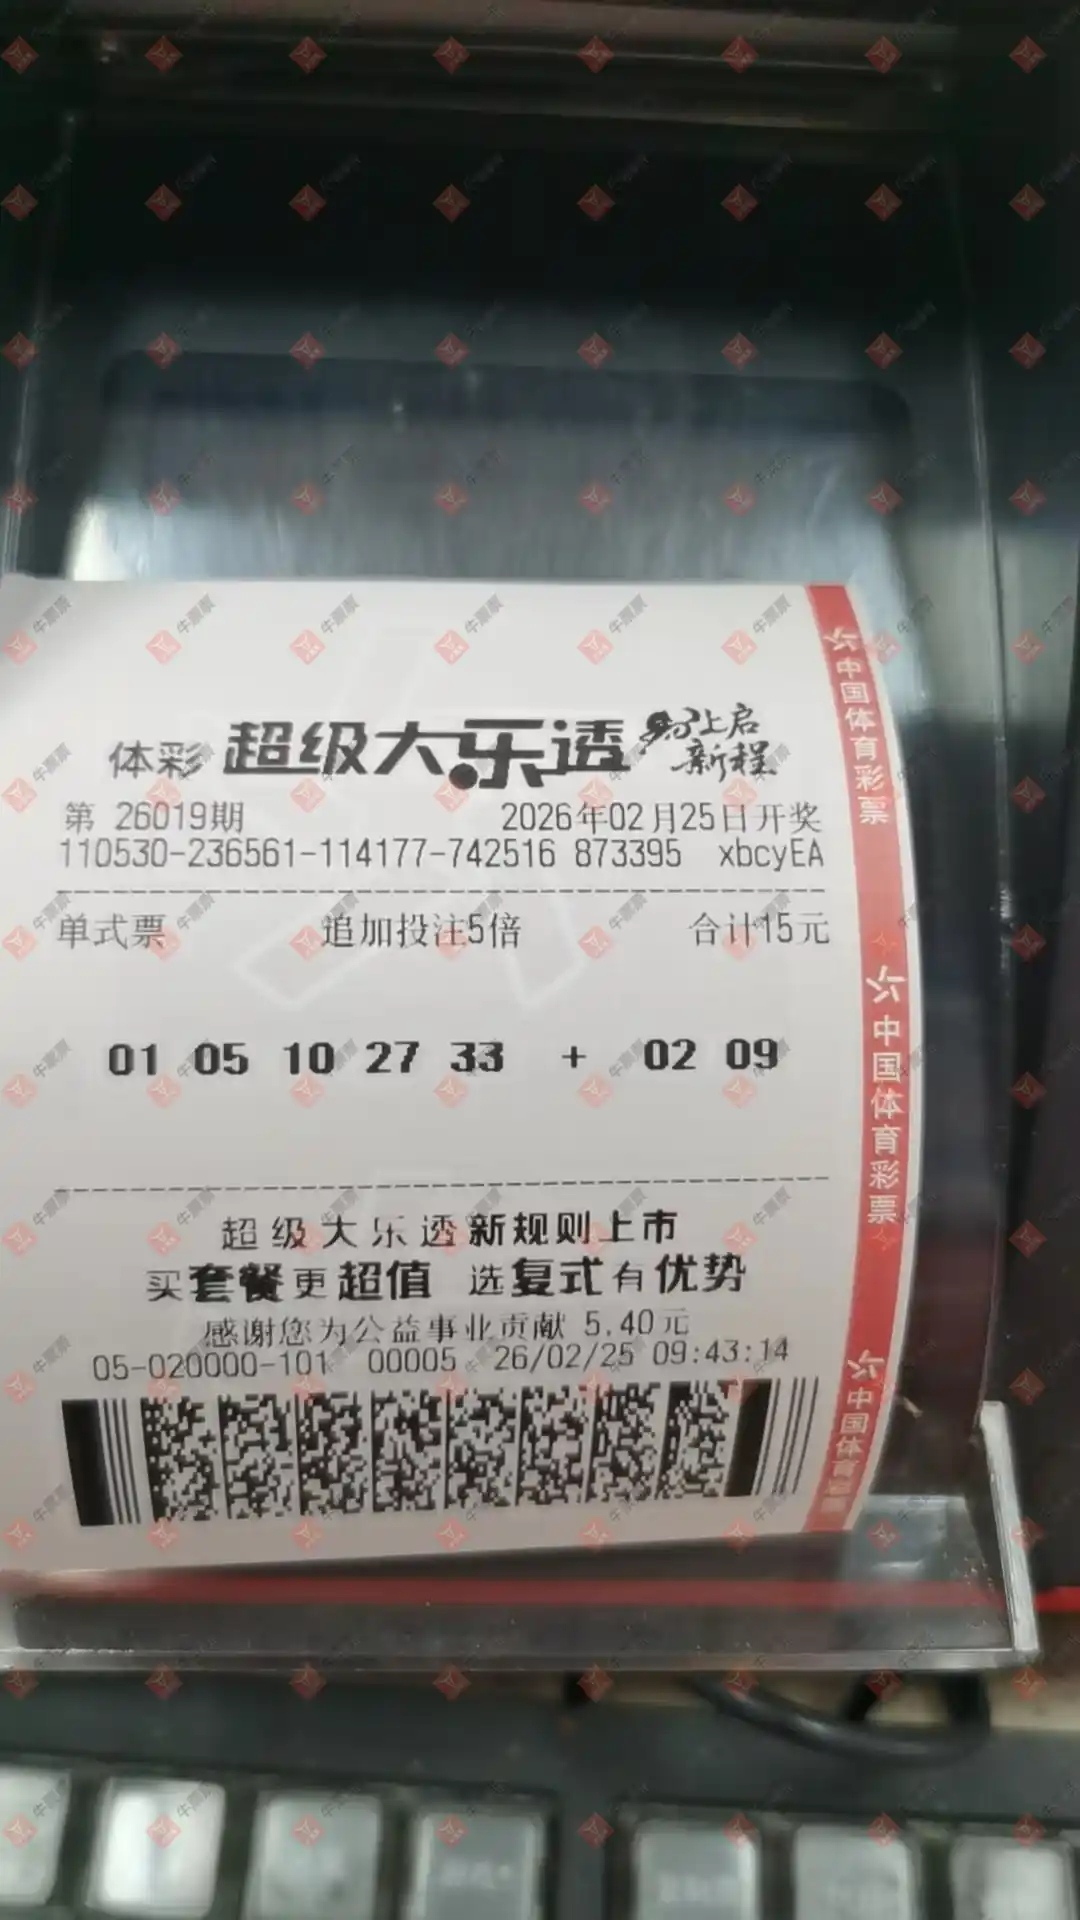 体彩 超级大乐透 马上启新程
第 26019期 2026年02月25日开奖
110530-236561-114177-742516 873395 xbcyEA
单式票 追加投注5倍 合计15元
01 05 10 27 33 + 02 09
超级大乐透新规则上市
买套餐更超值 选复式有优势
感谢您为公益事业贡献 5.40元
05-020000-101 00005 26/02/25 09:43:14
中国体育彩票
中国体育彩票
中国体育彩票
牛票票